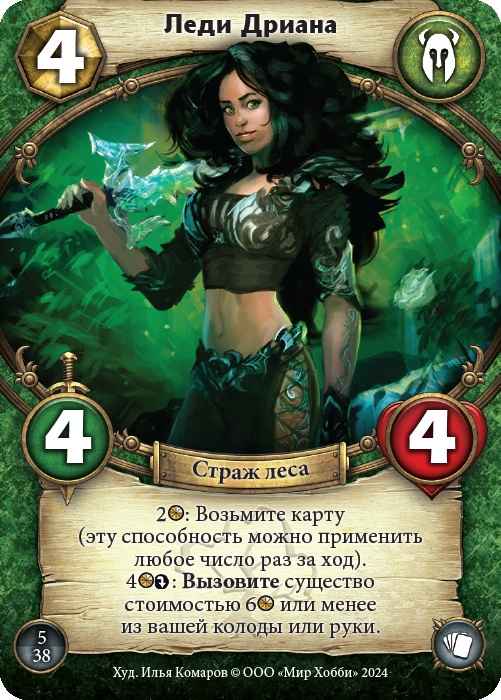 Леди Дриана
4
4
4
Страж леса
2: Возьмите карту
(эту способность можно применить
любое число раз за ход).
4: Вызовите существо
стоимостью 6 или менее
из вашей колоды или руки.
5
38
Худ. Илья Комаров © ООО «Мир Хобби» 2024